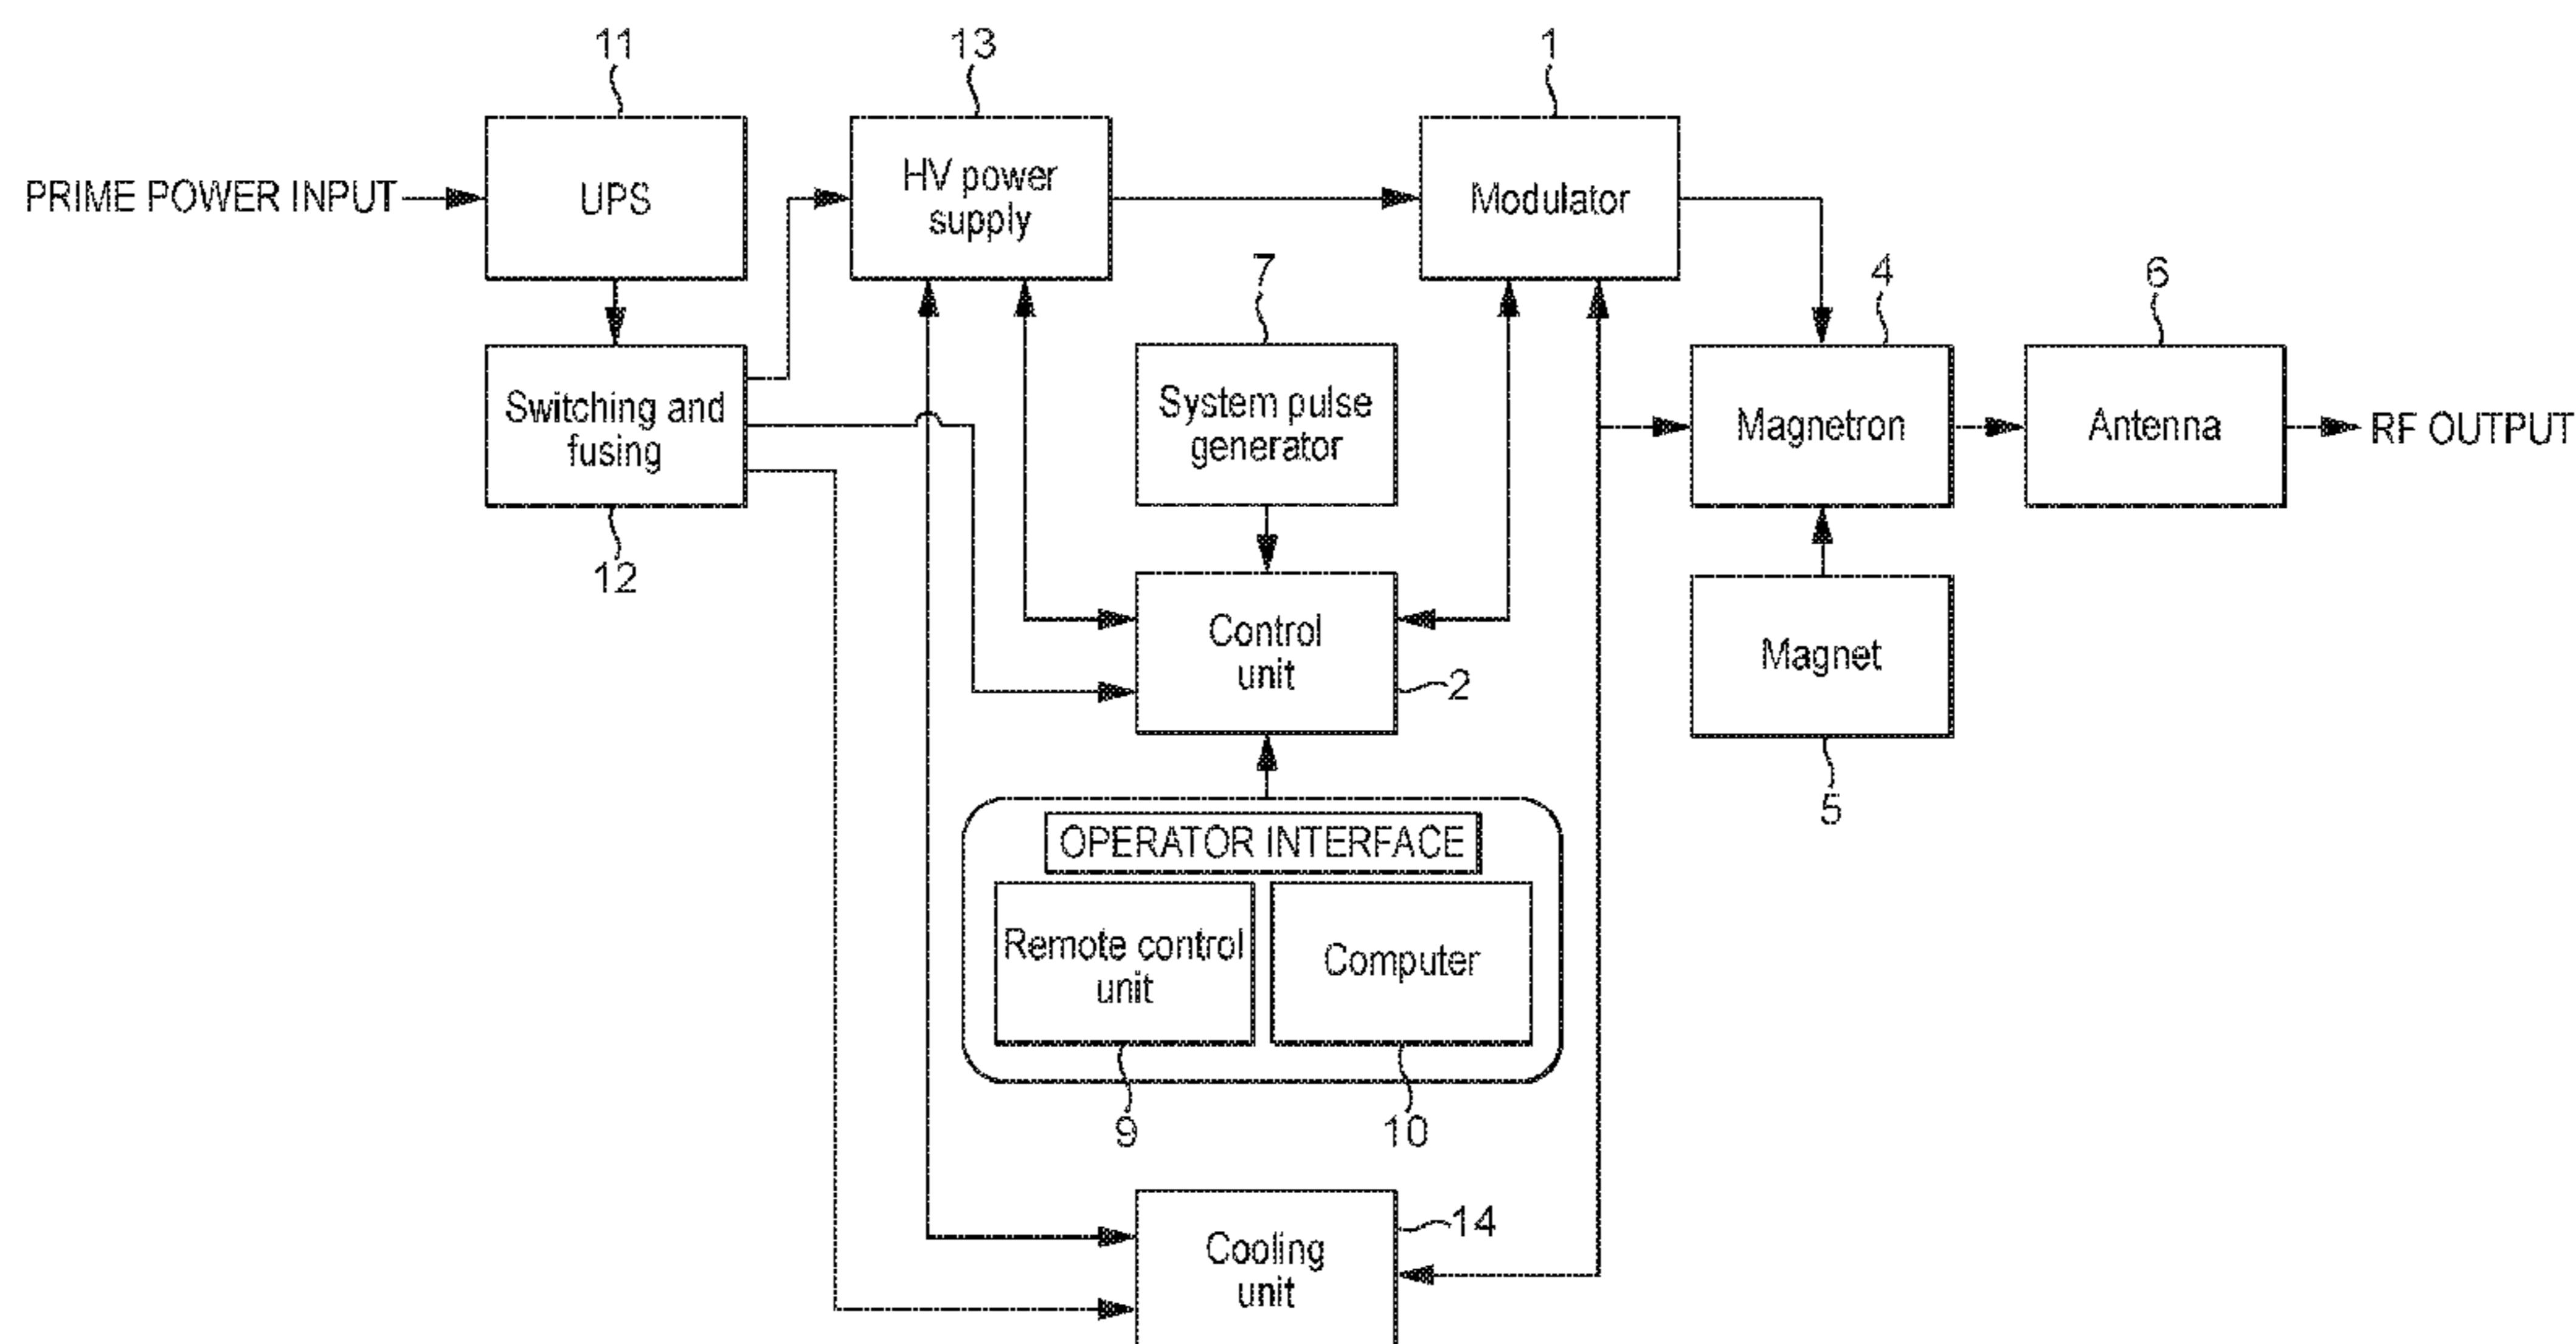 11
13
1
PRIME POWER INPUT
UPS
HV power
supply
Modulator
7
4
6
Switching and
fusing
System pulse
generator
Magnetron
Antenna
RF OUTPUT
12
Control
unit
2
Magnet
5
OPERATOR INTERFACE
Remote control
unit
Computer
9
10
Cooling
unit
14